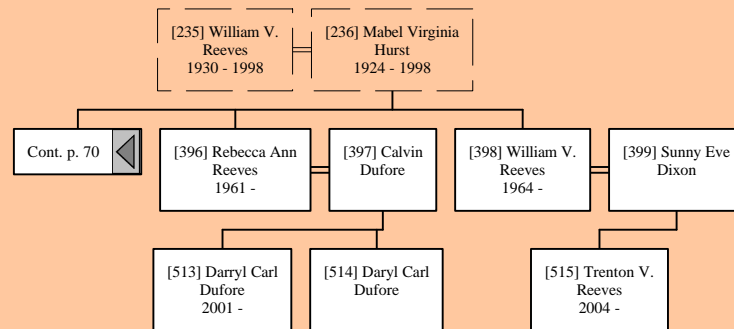 [235] William V.
Reeves
1930 - 1998
[236] Mabel Virginia
Hurst
1924 - 1998
Cont. p. 70
[396] Rebecca Ann
Reeves
1961 -
[397] Calvin
Dufore
[398] William V.
Reeves
1964 -
[399] Sunny Eve
Dixon
[513] Darryl Carl
Dufore
2001 -
[514] Daryl Carl
Dufore
[515] Trenton V.
Reeves
2004 -